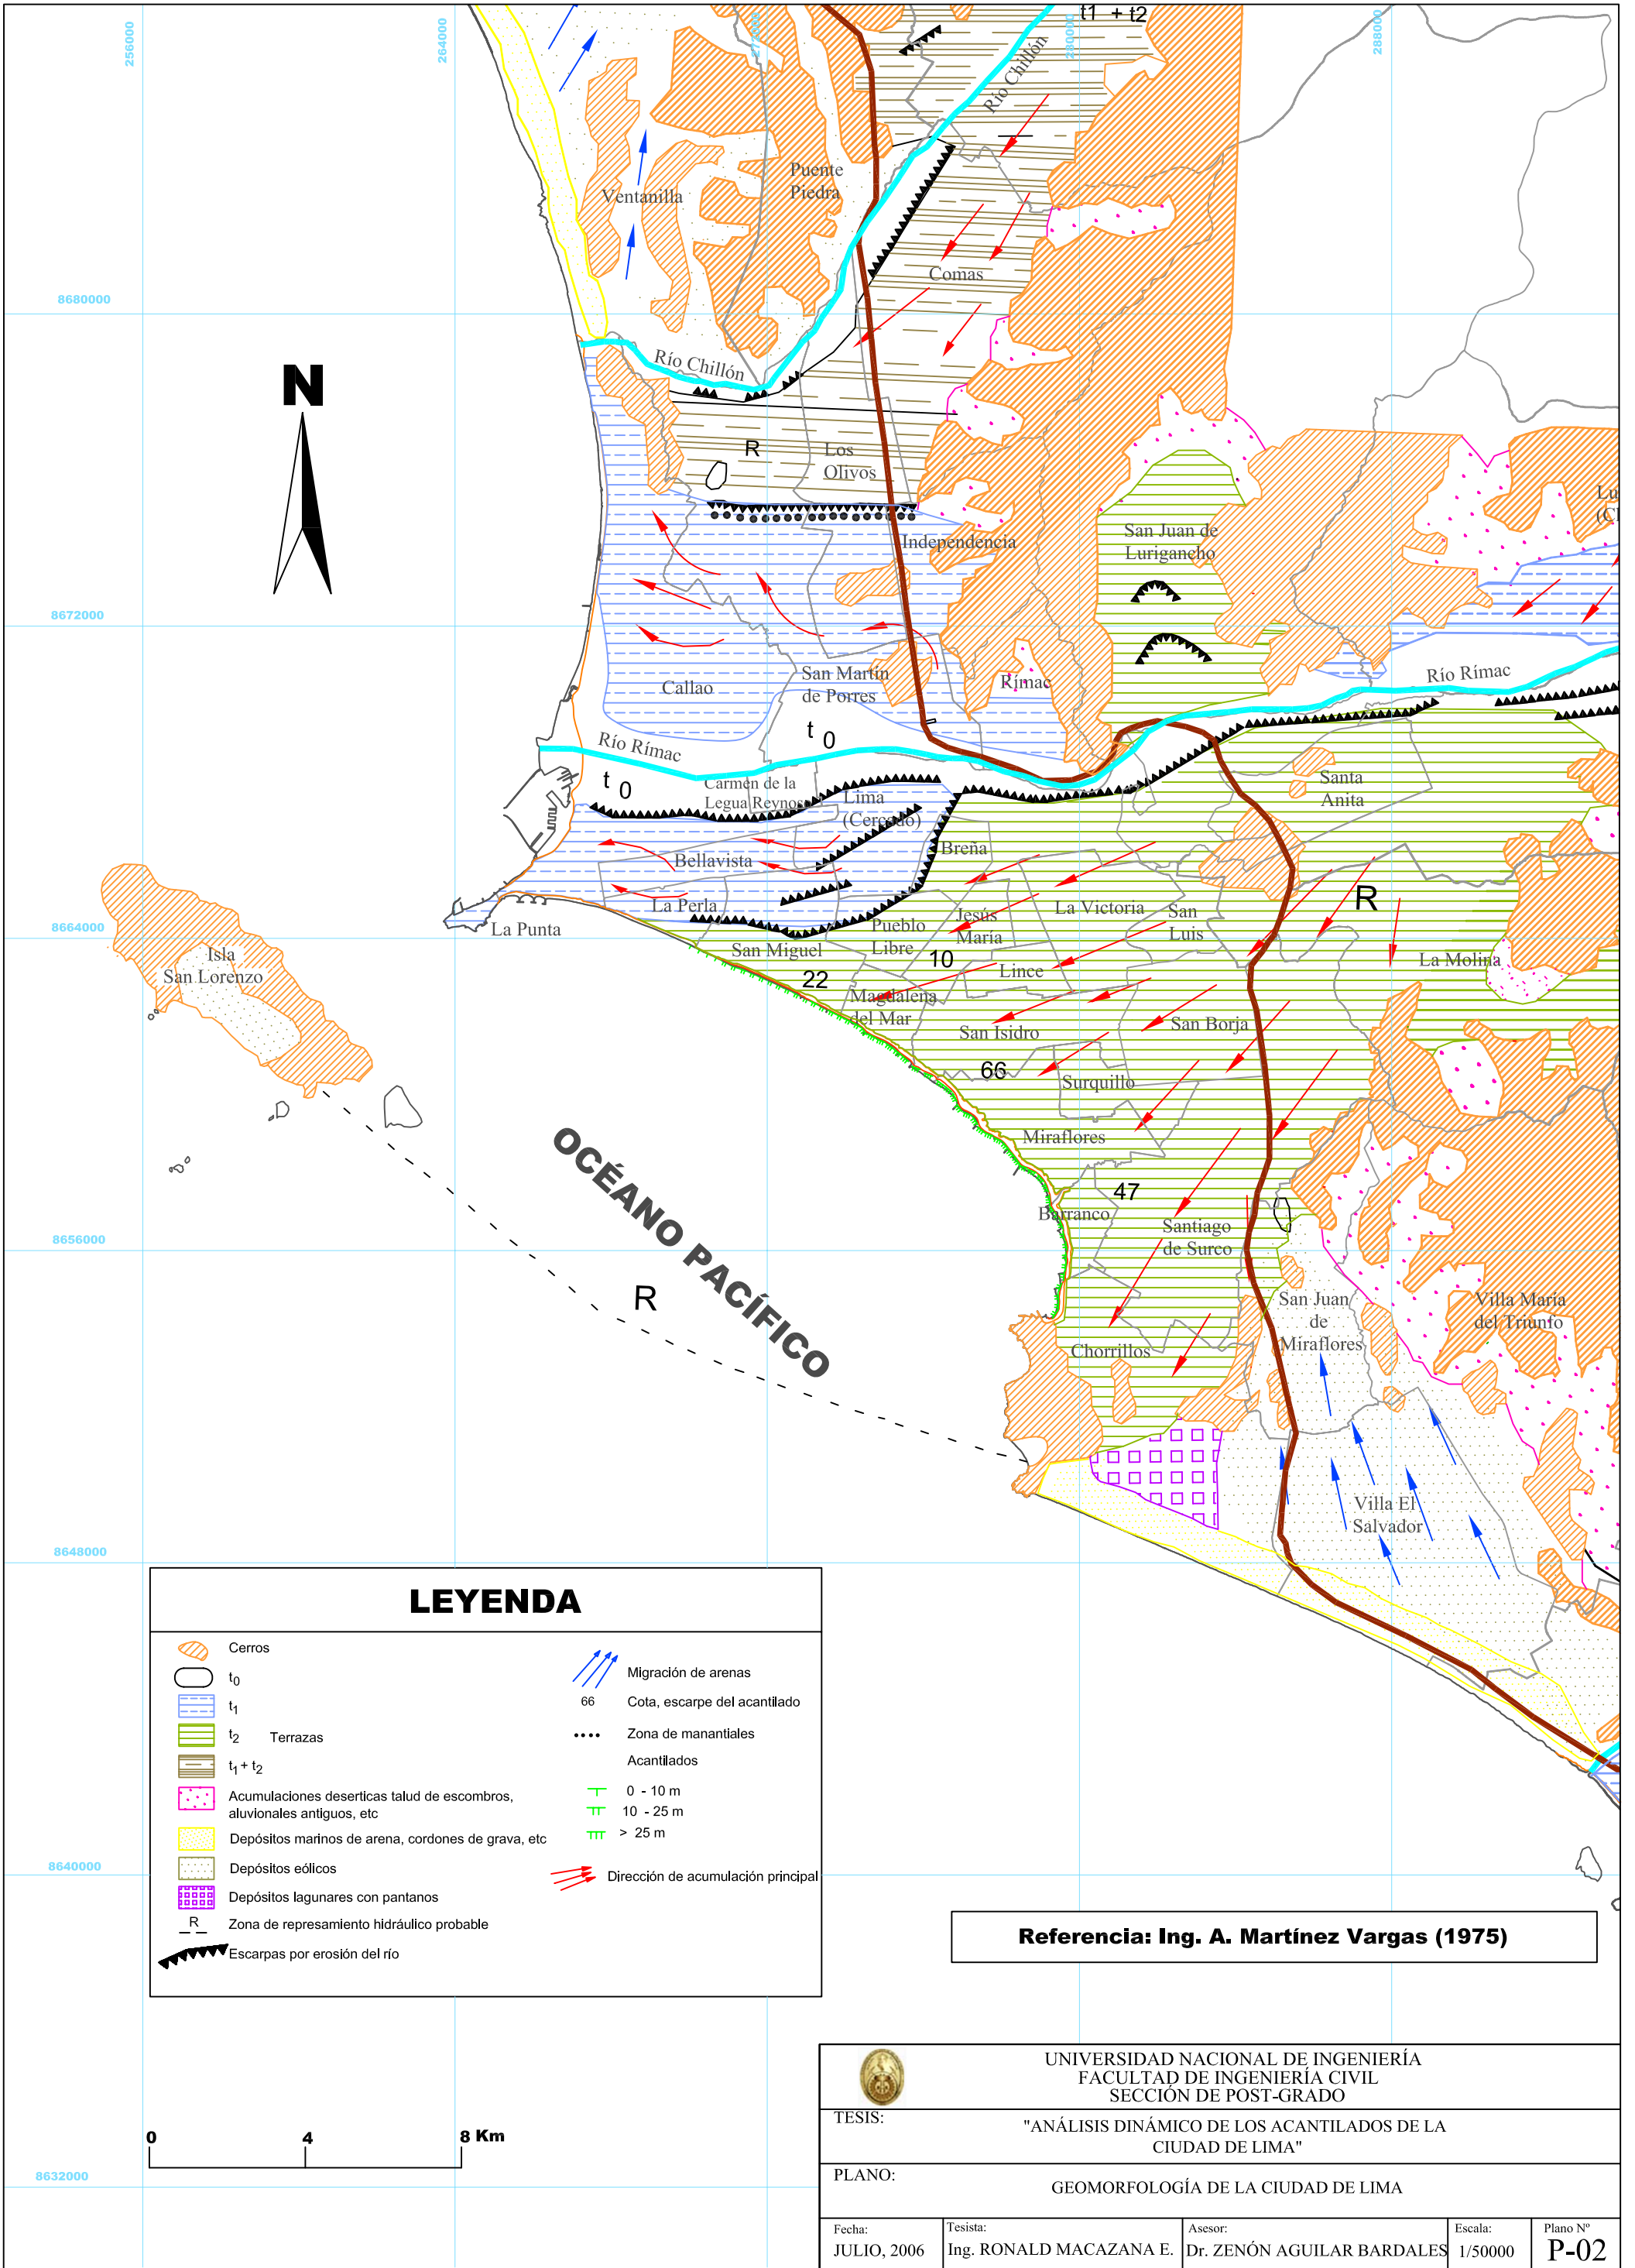 256000
264000
272000
280000
288000
t1 + t2
Río Chillón
Puente
Piedra
Ventanilla
Comas
8680000
Río Chillón
N
R
Los
Olivos
Independencia
San Juan de
Lurigancho
8672000
Callao
San Martín
de Porres
Rímac
Río Rímac
t 0
Río Rímac
t 0
Carmen de la
Legua Reynoso
Lima
(Cercado)
Santa
Anita
Bellavista
Breña
La Perla
La Punta
Pueblo
Libre
Jesús
María
La Victoria
San
Luis
R
8664000
San Miguel
Isla
San Lorenzo
22
10
Lince
La Molina
Magdalena
del Mar
San Isidro
San Borja
66
Surquillo
Miraflores
OCÉANO PACÍFICO
47
Barranco
Santiago
de Surco
8656000
R
San Juan
de
Miraflores
Villa María
del Triunfo
Chorrillos
Villa El
Salvador
8648000
LEYENDA
Cerros
t0
t1
t2 Terrazas
t1 + t2
Acumulaciones deserticas talud de escombros,
aluvionales antiguos, etc
Depósitos marinos de arena, cordones de grava, etc
Depósitos eólicos
Depósitos lagunares con pantanos
R Zona de represamiento hidráulico probable
Escarpas por erosión del río
Migración de arenas
66 Cota, escarpe del acantilado
Zona de manantiales
Acantilados
0 - 10 m
10 - 25 m
> 25 m
Dirección de acumulación principal
8640000
Referencia: Ing. A. Martínez Vargas (1975)
0 4 8 Km
8632000
UNIVERSIDAD NACIONAL DE INGENIERÍA
FACULTAD DE INGENIERÍA CIVIL
SECCIÓN DE POST-GRADO
TESIS:
"ANÁLISIS DINÁMICO DE LOS ACANTILADOS DE LA
CIUDAD DE LIMA"
PLANO:
GEOMORFOLOGÍA DE LA CIUDAD DE LIMA
Fecha:
JULIO, 2006
Tesista:
Ing. RONALD MACAZANA E.
Asesor:
Dr. ZENÓN AGUILAR BARDALES
Escala:
1/50000
Plano Nº
P-02